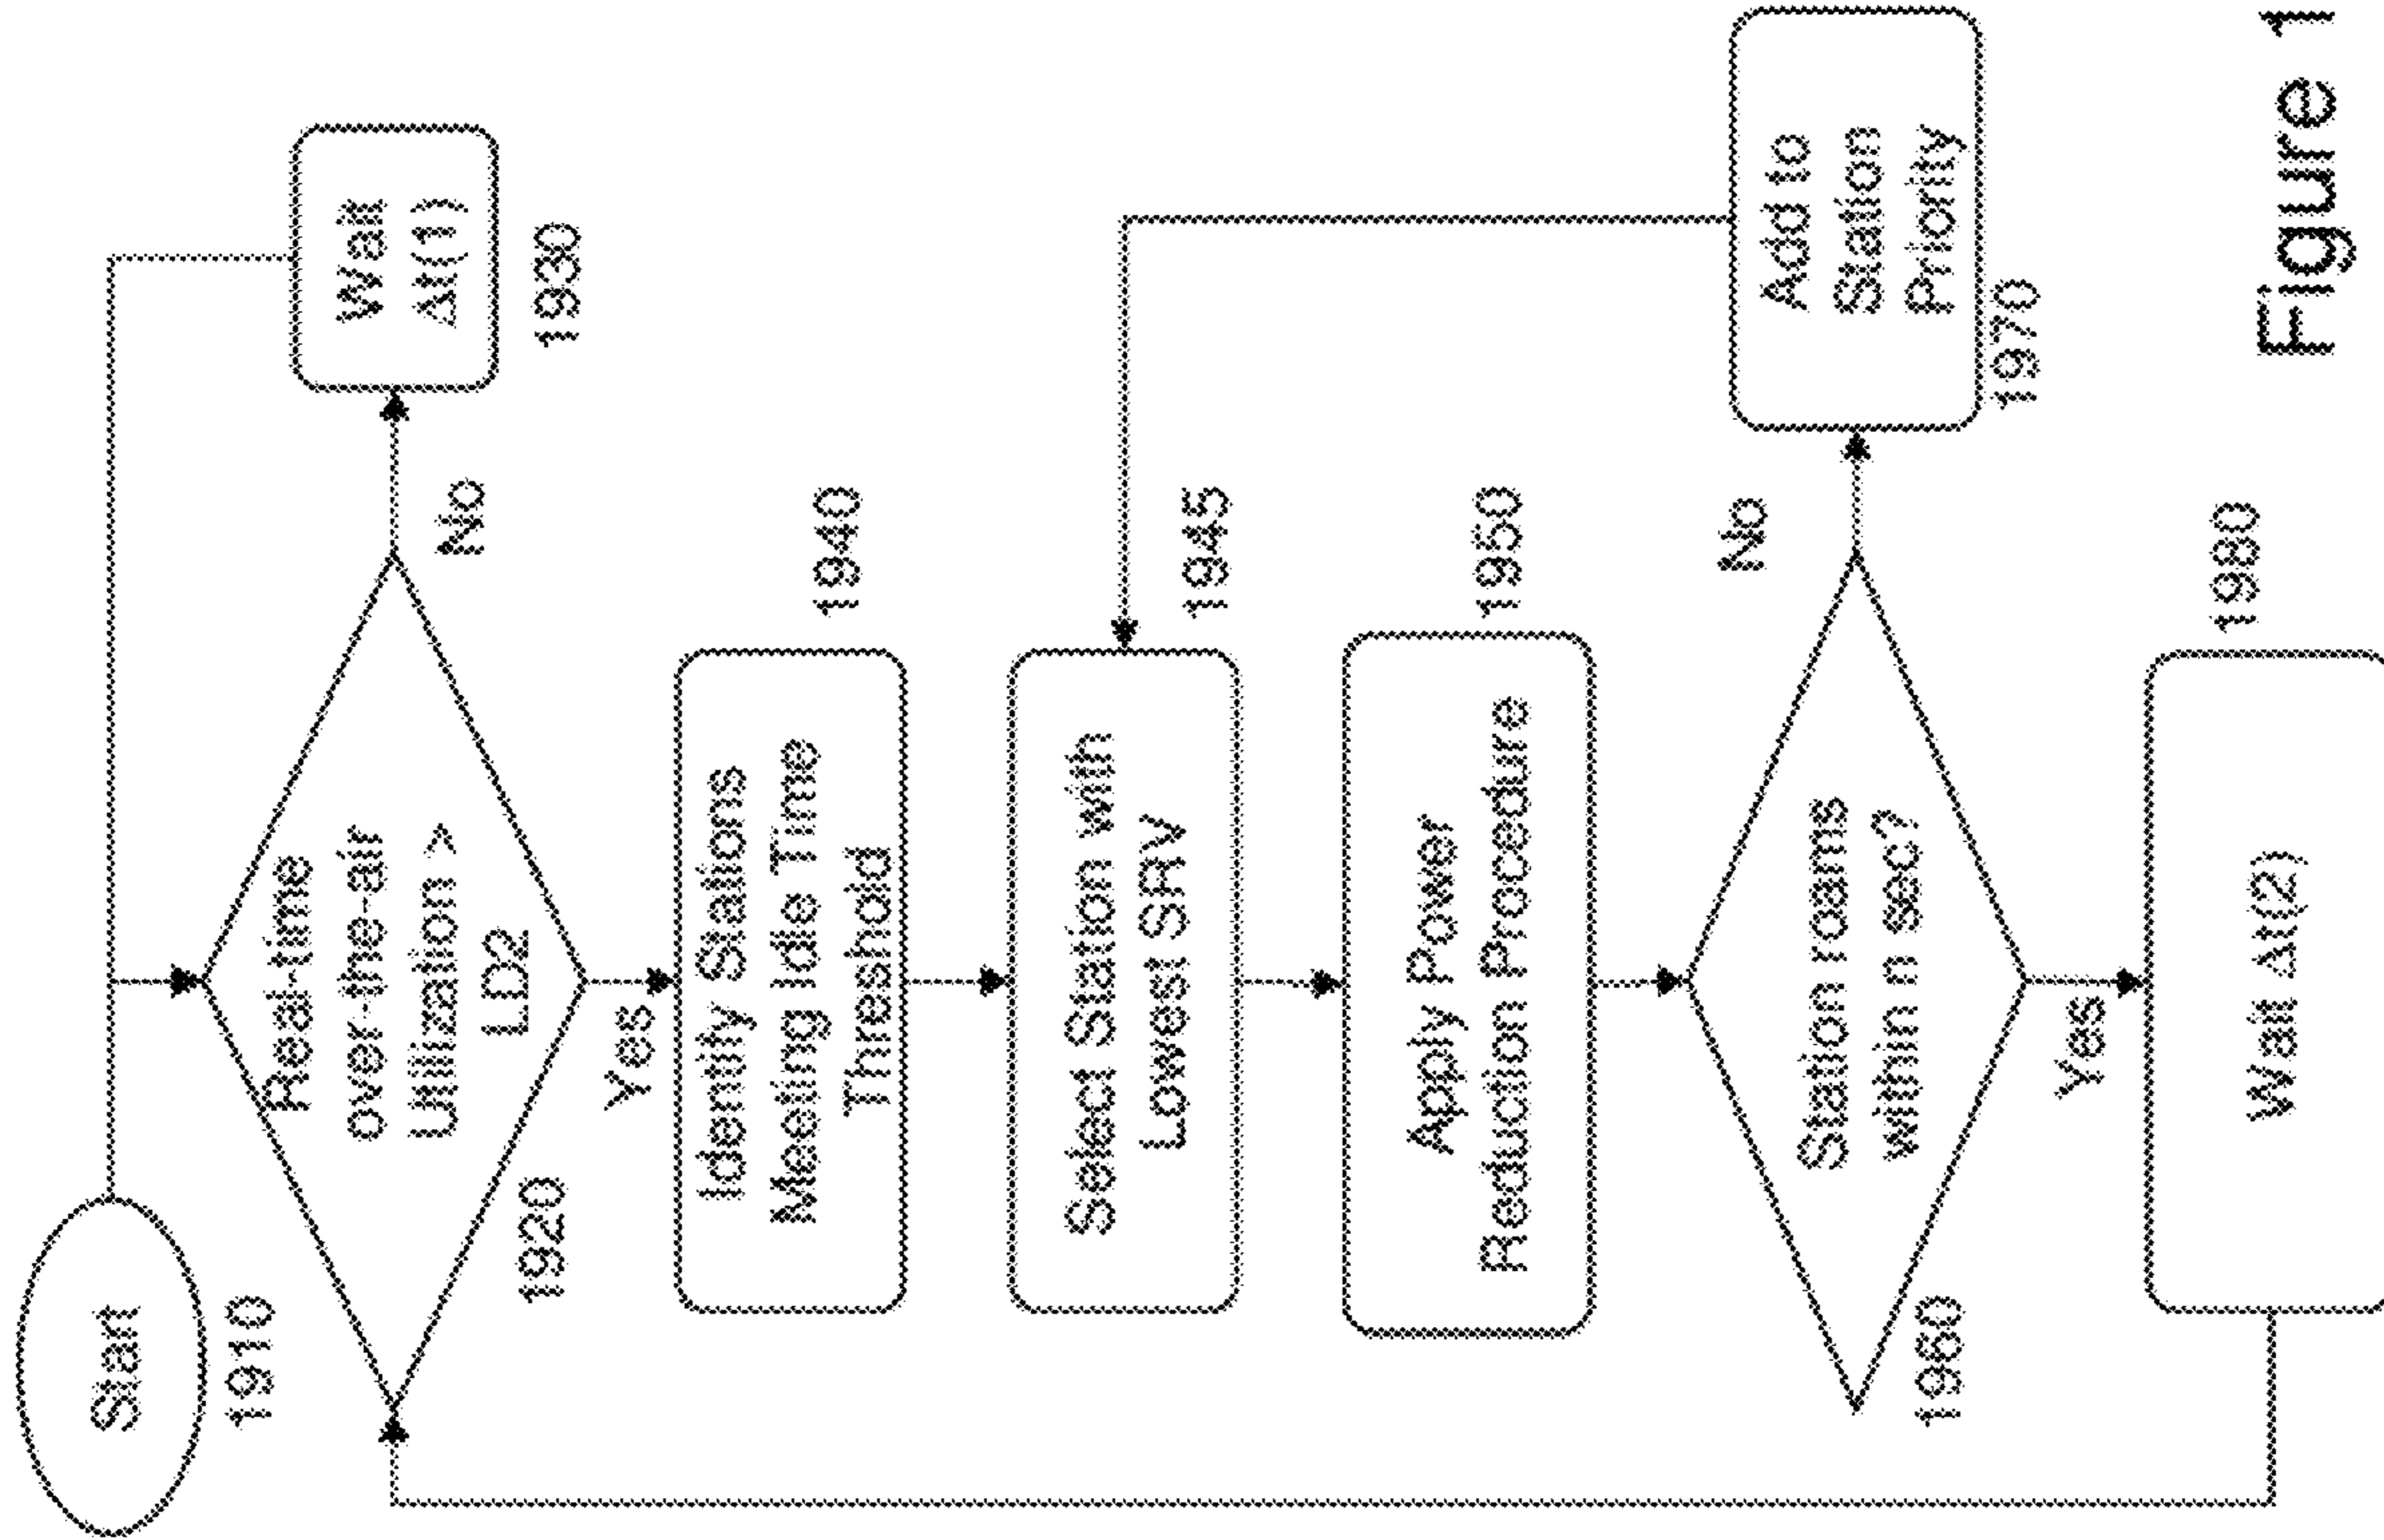 Start
1910
Real-time
over-the-air
Utilization >
LD2
1920
No
Wait
Δt(1)
1930
Yes
Identify Stations
Meeting Idle Time
Threshold
1940
Select Station with
Lowest SRV
1945
Apply Power
Reduction Procedure
1950
Station roams
within n sec?
1960
No
Add to
Station
Priority
1970
Yes
Wait Δt(2)
1980
Figure 1